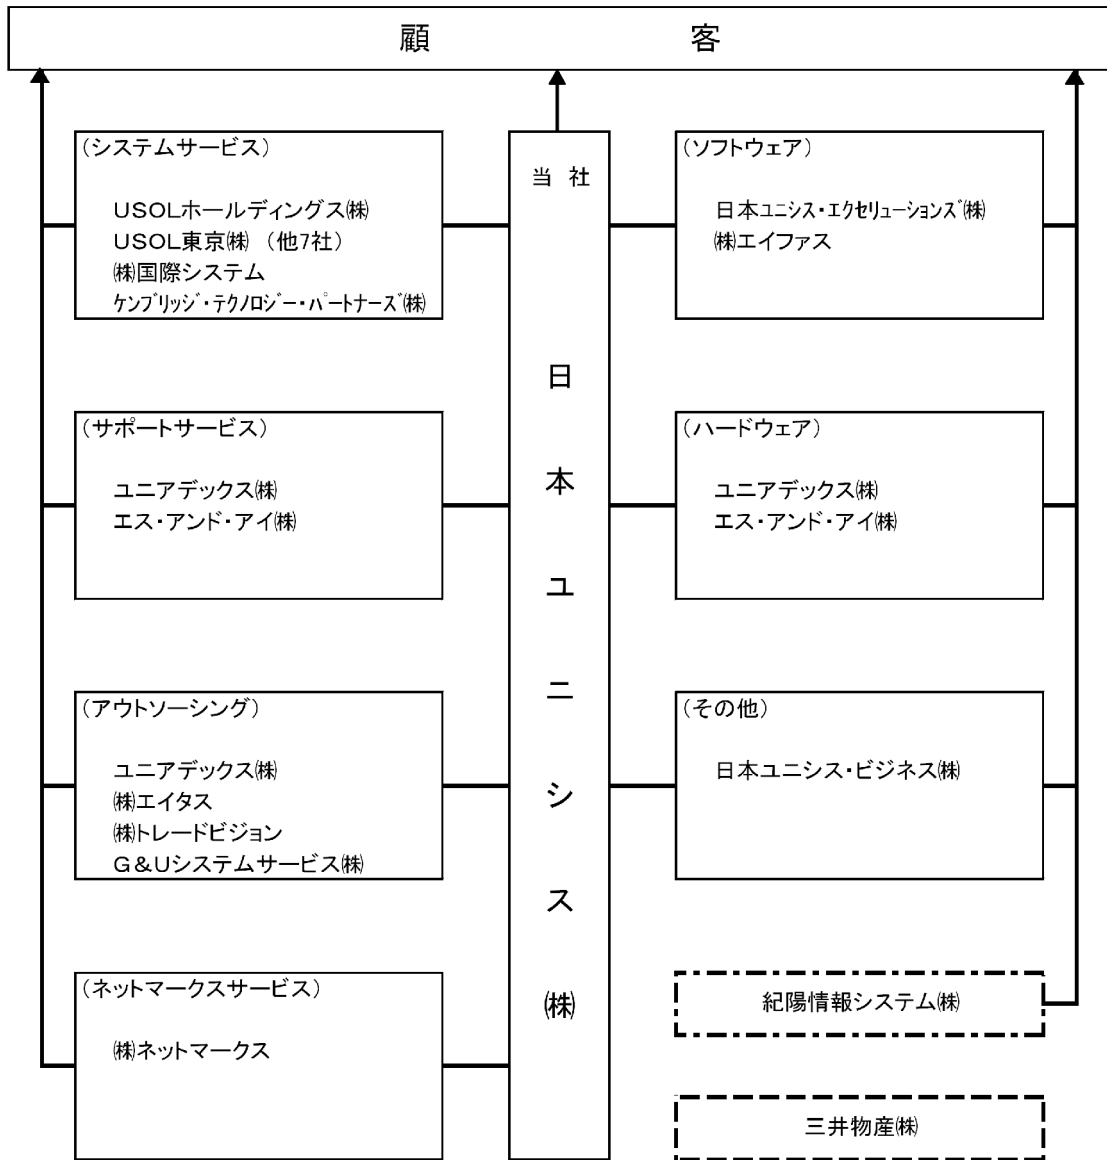 顧客
(システムサービス)
USOLホールディングス㈱
USOL東京㈱ (他7社)
㈱国際システム
ｹﾝﾌﾞﾘｯｼﾞ・ﾃｸﾉﾛｼﾞｰ・ﾊﾟｰﾄﾅｰｽﾞ㈱
(サポートサービス)
ユニアデックス㈱
エス・アンド・アイ㈱
(アウトソーシング)
ユニアデックス㈱
㈱エイタス
㈱トレードビジョン
G&Uシステムサービス㈱
(ネットマークスサービス)
㈱ネットマークス
当社
日本ユニシス㈱
(ソフトウェア)
日本ユニシス・ｴｸｾﾘｭｰｼｮﾝｽﾞ㈱
㈱エイファス
(ハードウェア)
ユニアデックス㈱
エス・アンド・アイ㈱
(その他)
日本ユニシス・ビジネス㈱
紀陽情報システム㈱
三井物産㈱